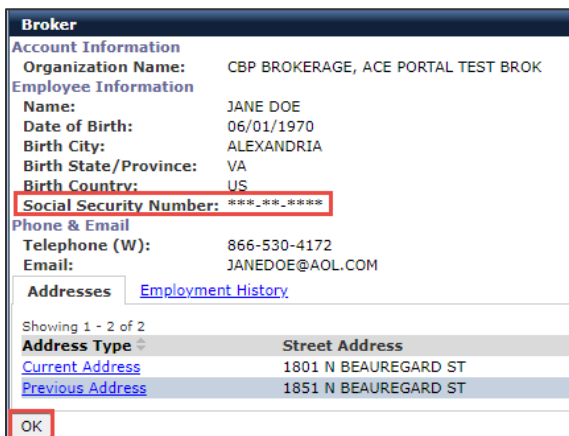 Broker
Account Information
Organization Name: CBP BROKERAGE, ACE PORTAL TEST BROK
Employee Information
Name: JANE DOE
Date of Birth: 06/01/1970
Birth City: ALEXANDRIA
Birth State/Province: VA
Birth Country: US
Social Security Number: ***-**-****
Phone & Email
Telephone (W): 866-530-4172
Email: JANEDOE@AOL.COM
Addresses Employment History
Showing 1 - 2 of 2
Address Type Street Address
Current Address 1801 N BEAUREGARD ST
Previous Address 1851 N BEAUREGARD ST
OK